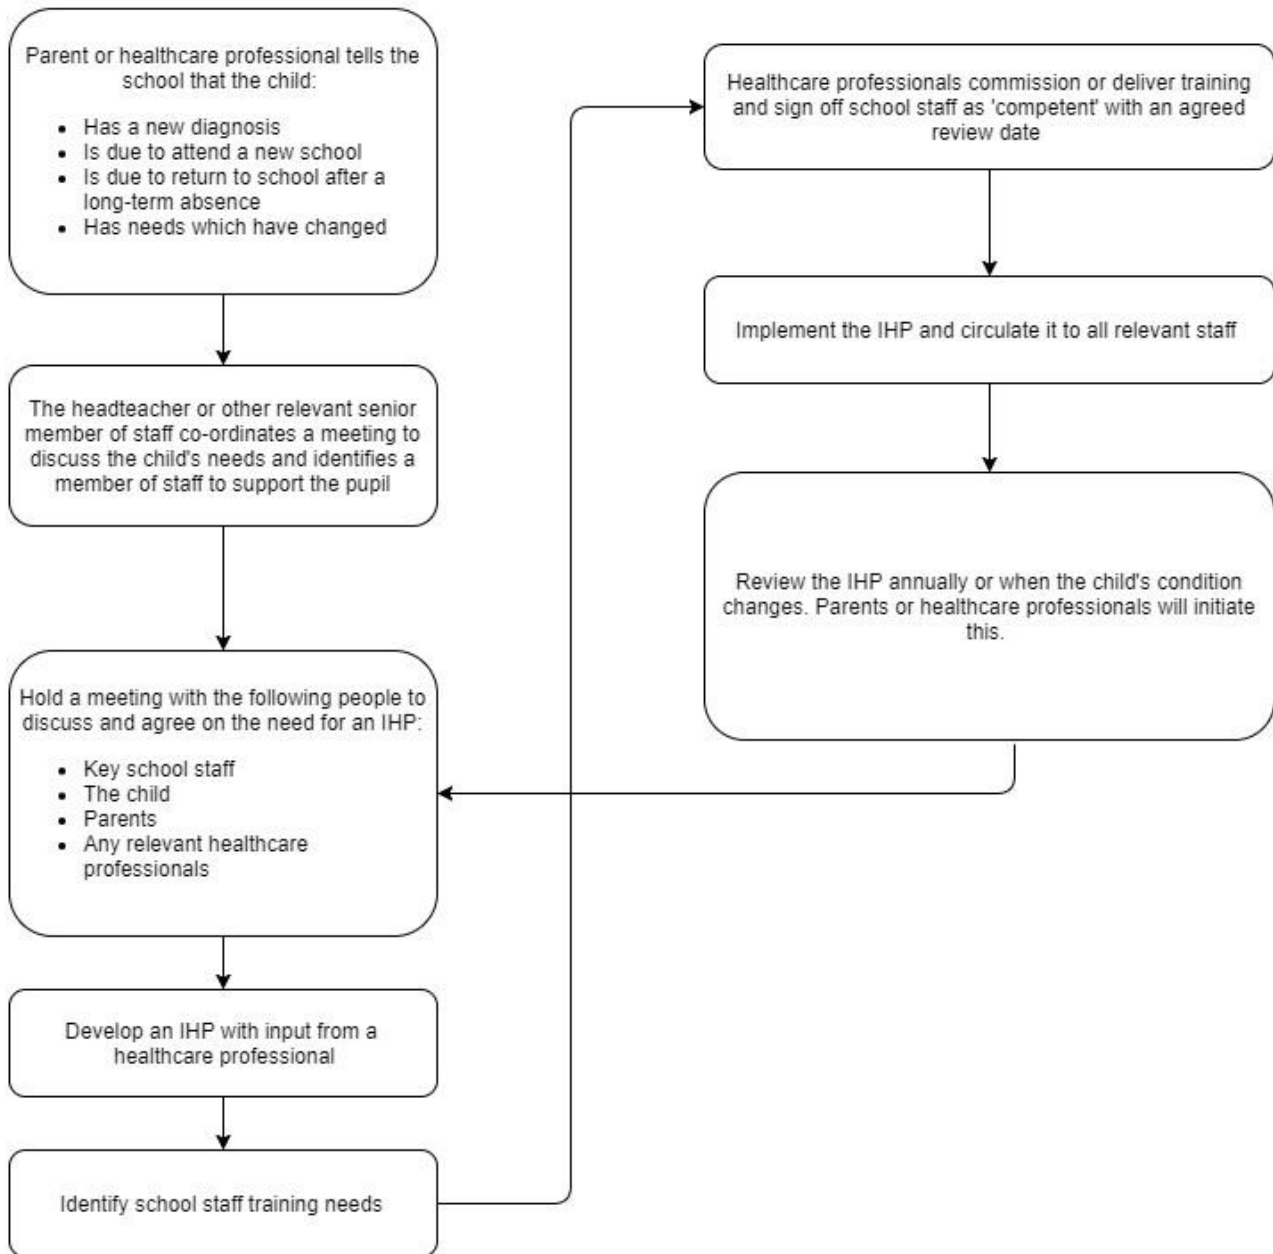 Parent or healthcare professional tells the
school that the child:
• Has a new diagnosis
• Is due to attend a new school
• Is due to return to school after a
long-term absence
• Has needs which have changed
The headteacher or other relevant senior
member of staff co-ordinates a meeting to
discuss the child's needs and identifies a
member of staff to support the pupil
Hold a meeting with the following people to
discuss and agree on the need for an IHP:
• Key school staff
• The child
• Parents
• Any relevant healthcare
professionals
Develop an IHP with input from a
healthcare professional
Identify school staff training needs
Healthcare professionals commission or deliver training
and sign off school staff as 'competent' with an agreed
review date
Implement the IHP and circulate it to all relevant staff
Review the IHP annually or when the child's condition
changes. Parents or healthcare professionals will initiate
this.